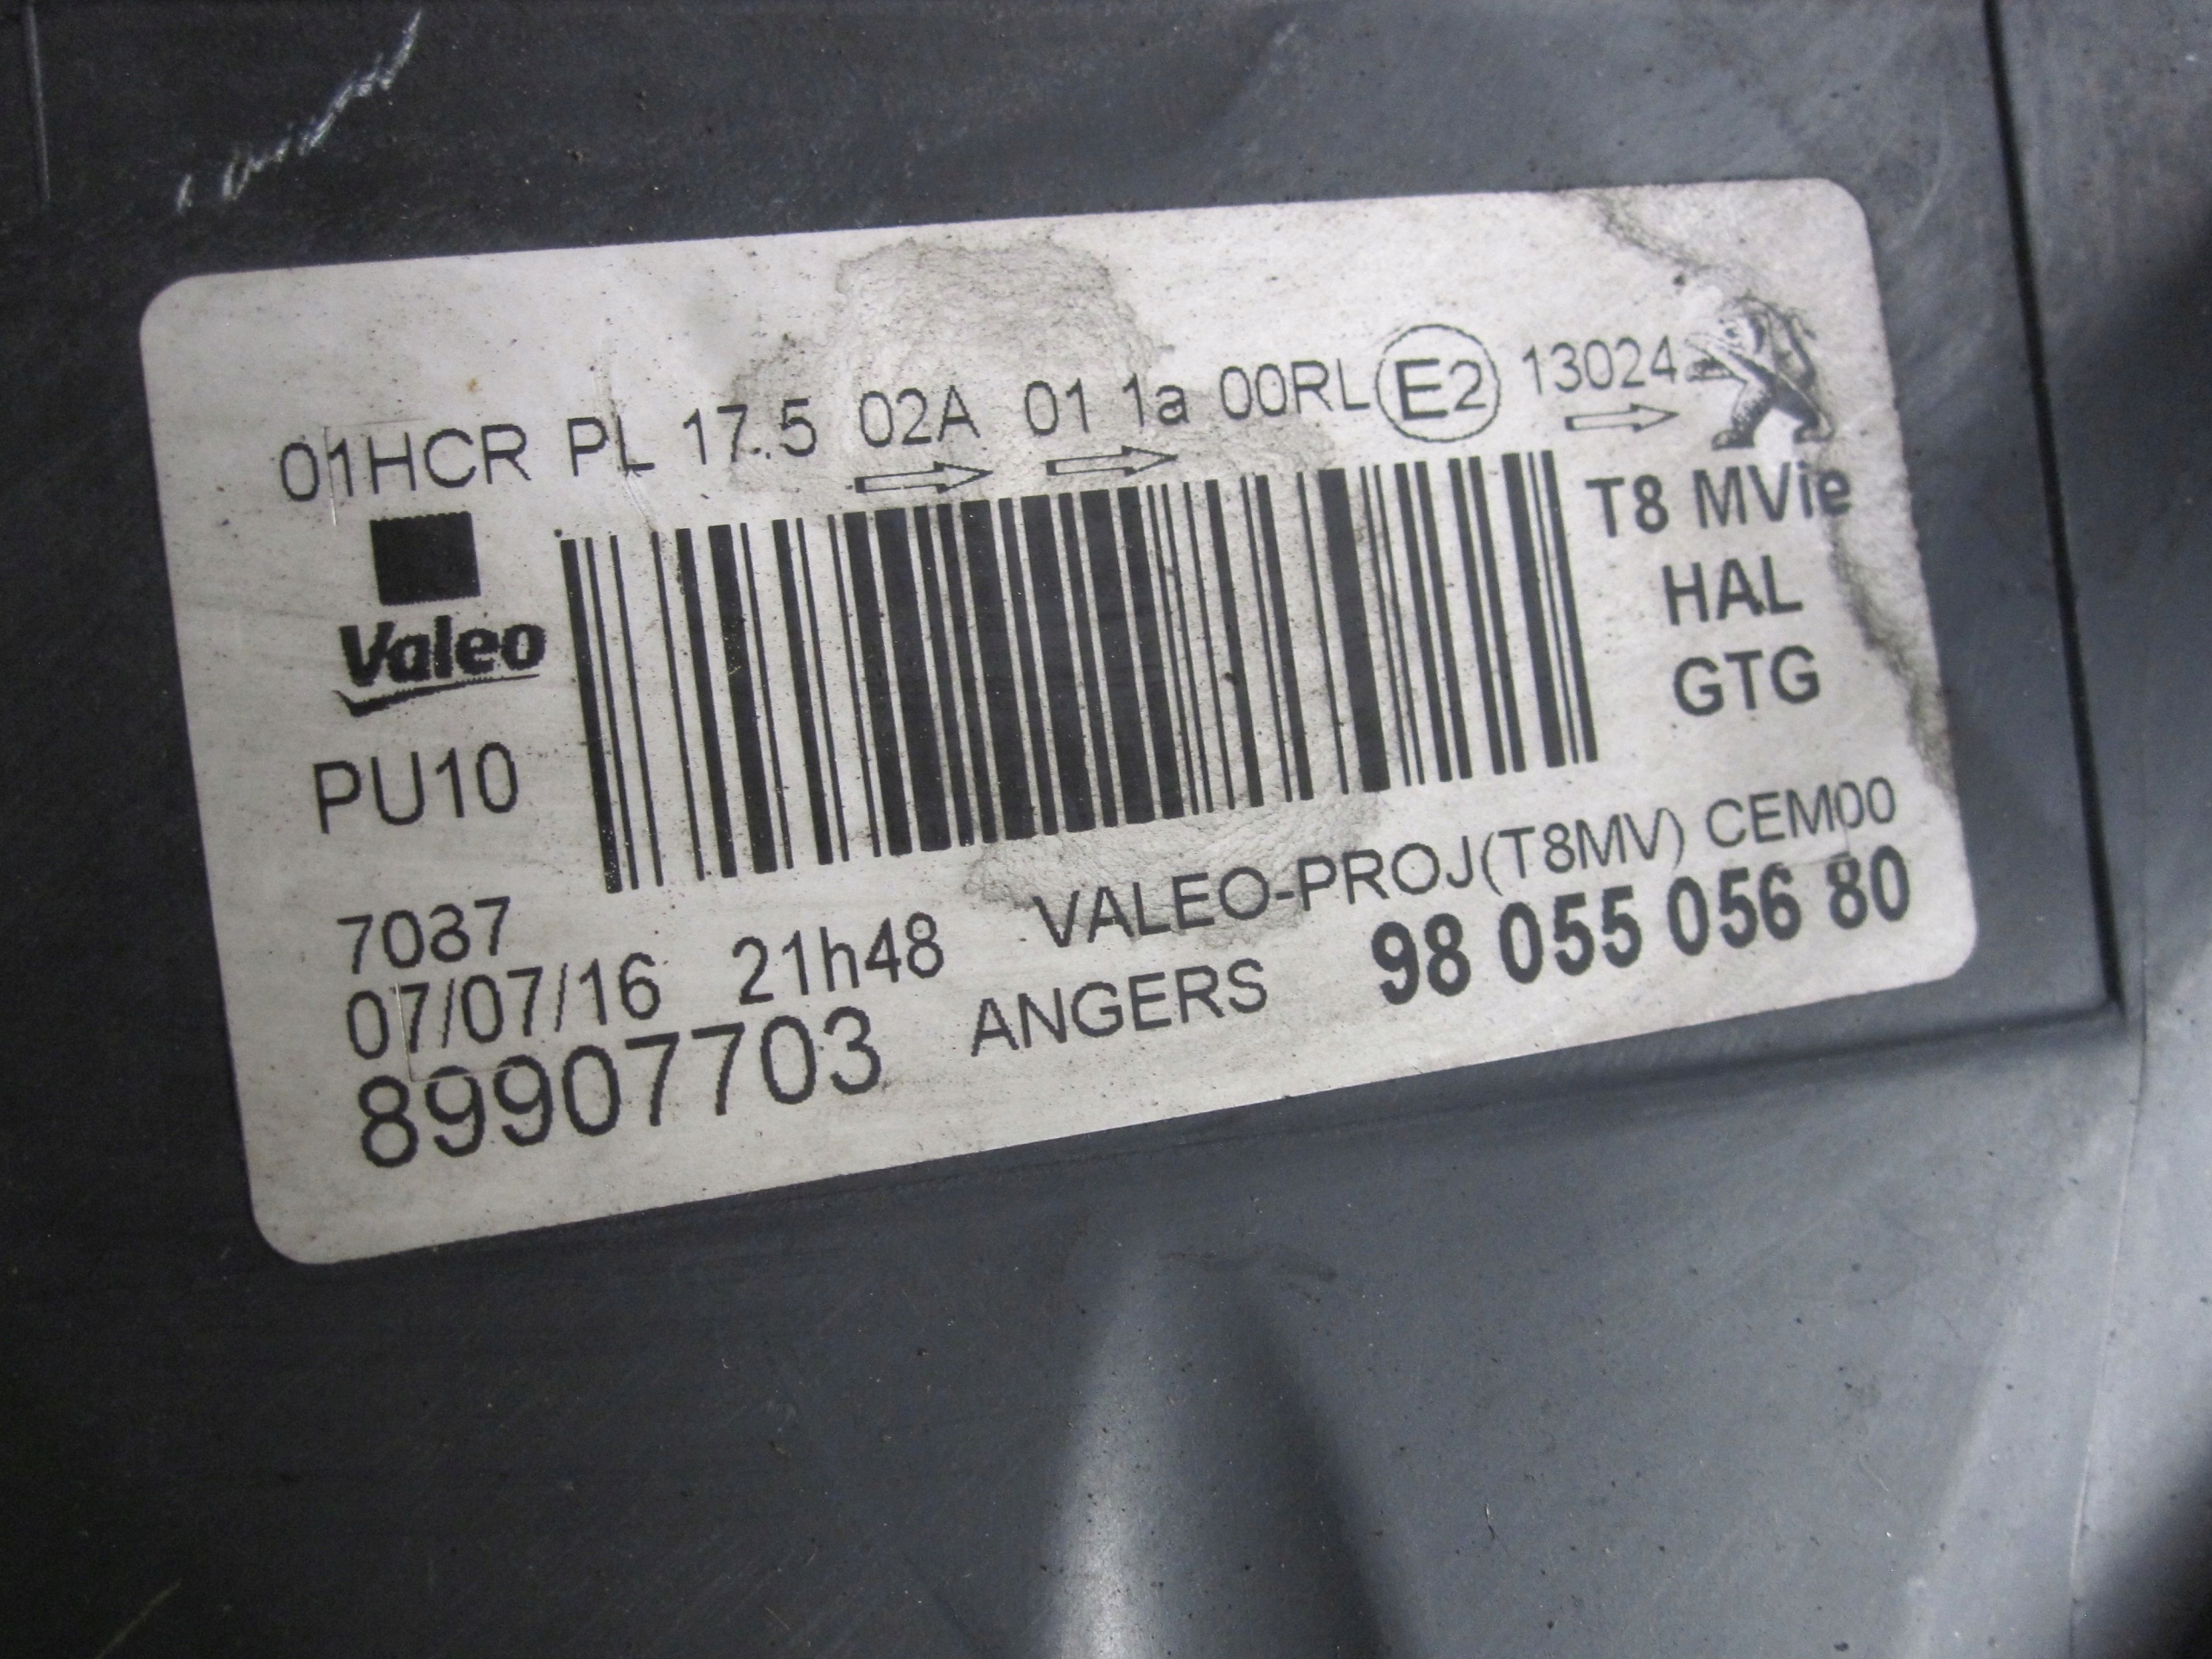 01HCR PL 17.5 02A 01 1a 00RL E2 13024
Valeo
T8 MVie
HAL
GTG
PU10
7087
VALEO-PROJ(T8MV) CEM00
07/07/16 21h48
98 055 056 80
89907703
ANGERS